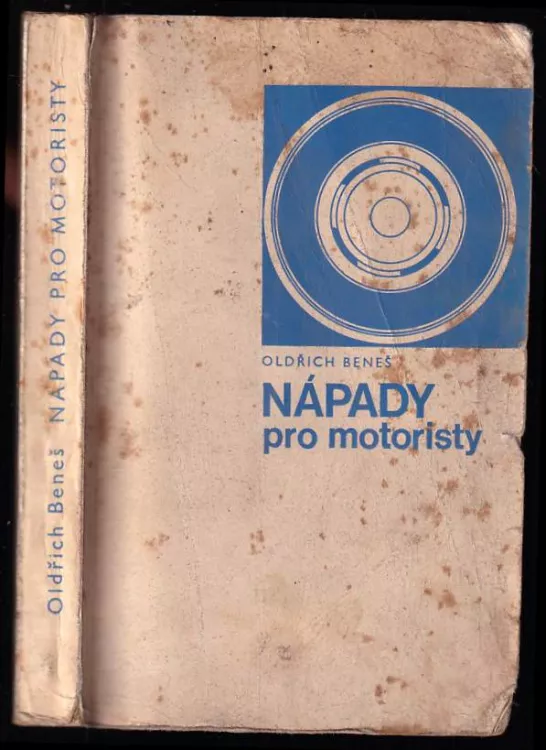 Oldřich Beneš NÁPADY PRO MOTORISTY
OLDŘICH BENEŠ
NÁPADY
pro motoristy